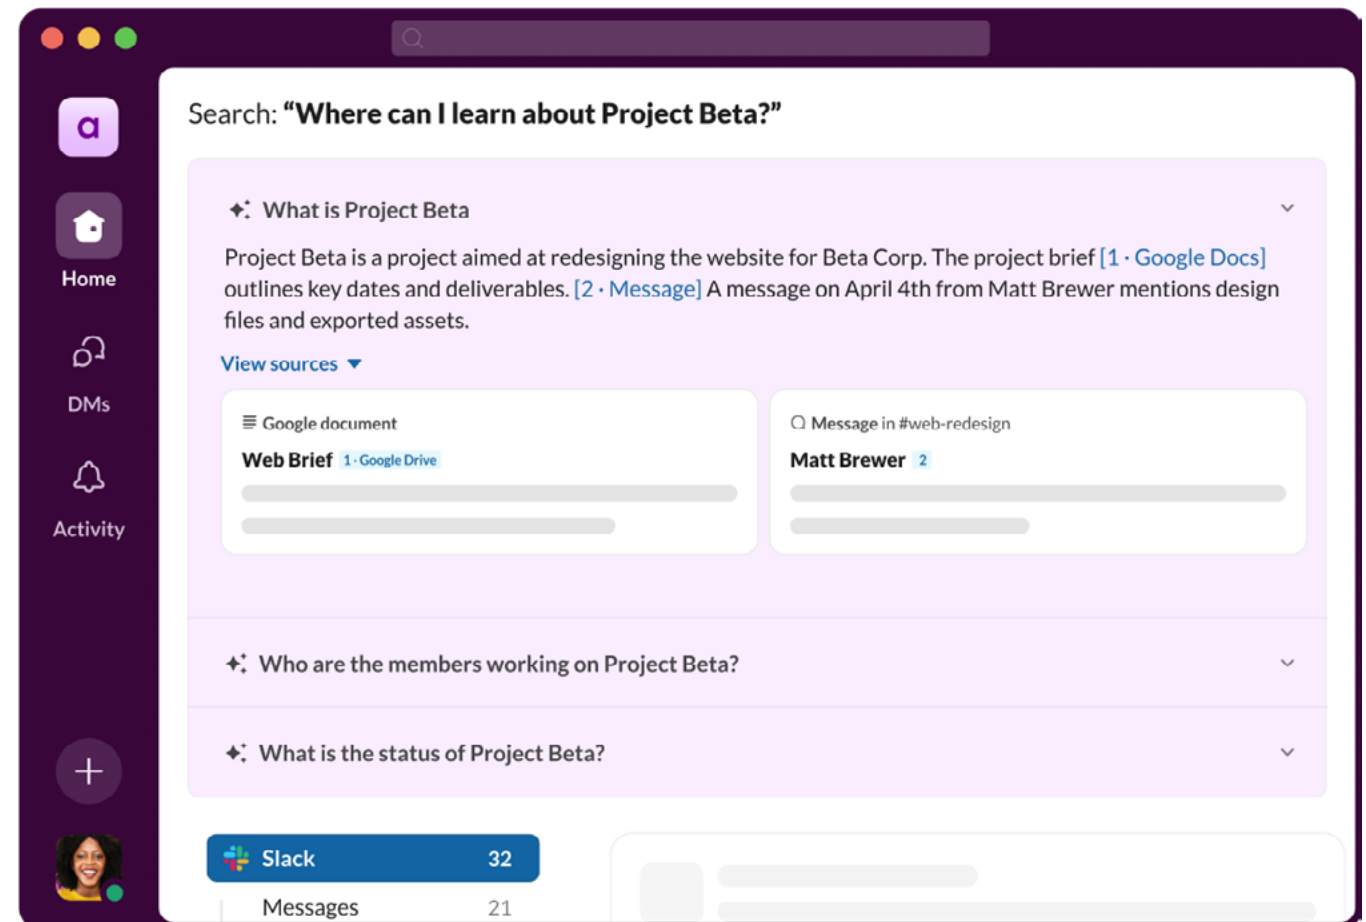 a
Search: “Where can I learn about Project Beta?”
Home
DMs
Activity
What is Project Beta
Project Beta is a project aimed at redesigning the website for Beta Corp. The project brief [1 · Google Docs]
outlines key dates and deliverables. [2 · Message] A message on April 4th from Matt Brewer mentions design
files and exported assets.
View sources
Google document
Web Brief 1 · Google Drive
Message in #web-redesign
Matt Brewer 2
Who are the members working on Project Beta?
What is the status of Project Beta?
Slack 32
Messages 21